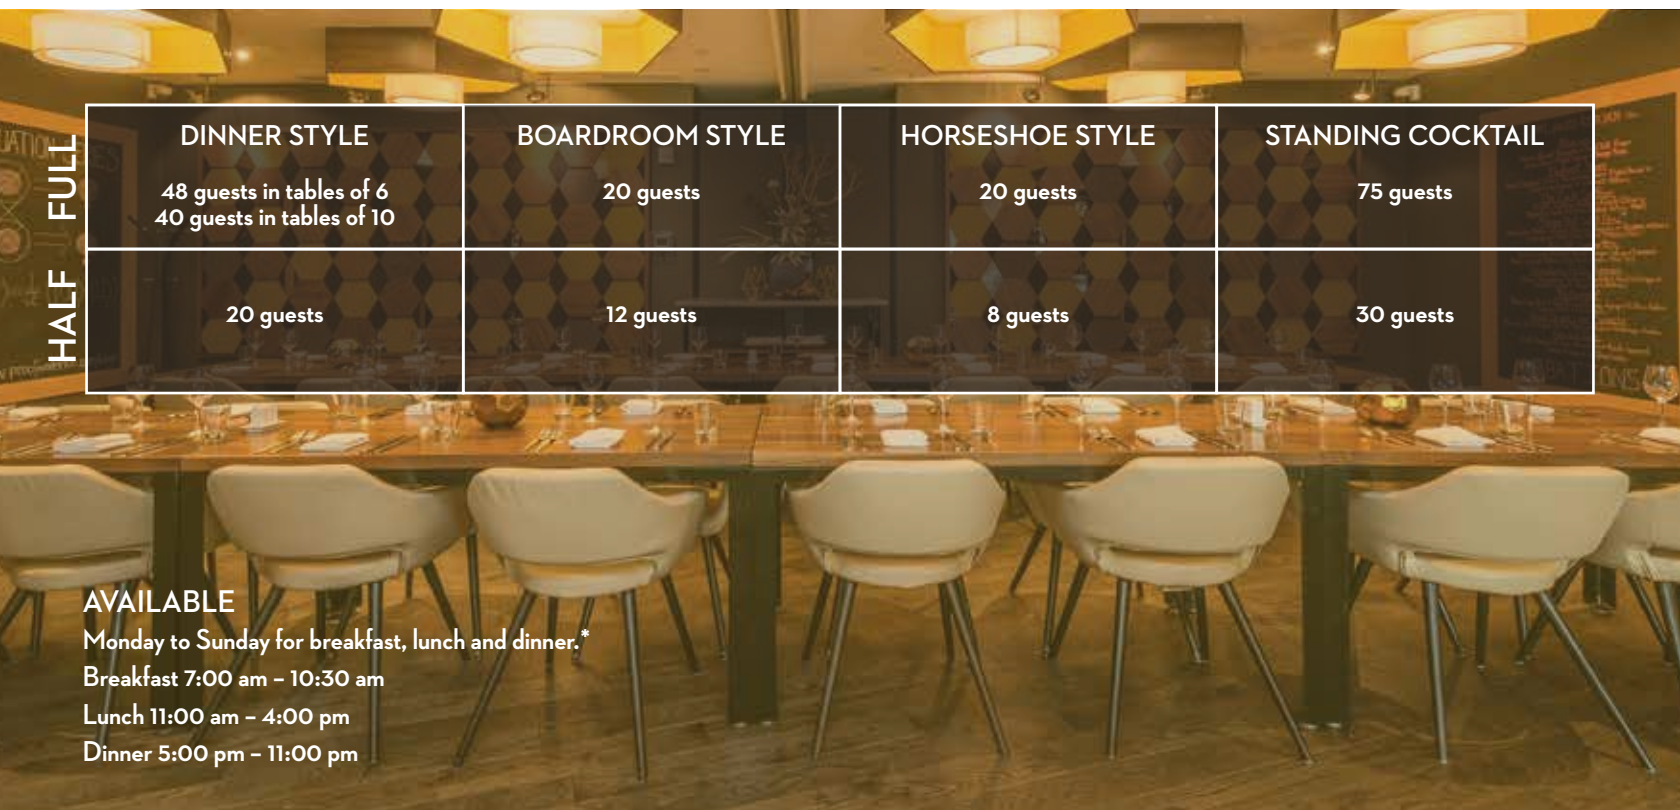 DINNER STYLE
BOARDROOM STYLE
HORSESHOE STYLE
STANDING COCKTAIL
FULL
48 guests in tables of 6
40 guests in tables of 10
20 guests
20 guests
75 guests
HALF
20 guests
12 guests
8 guests
30 guests
AVAILABLE
Monday to Sunday for breakfast, lunch and dinner.*
Breakfast 7:00 am – 10:30 am
Lunch 11:00 am – 4:00 pm
Dinner 5:00 pm – 11:00 pm